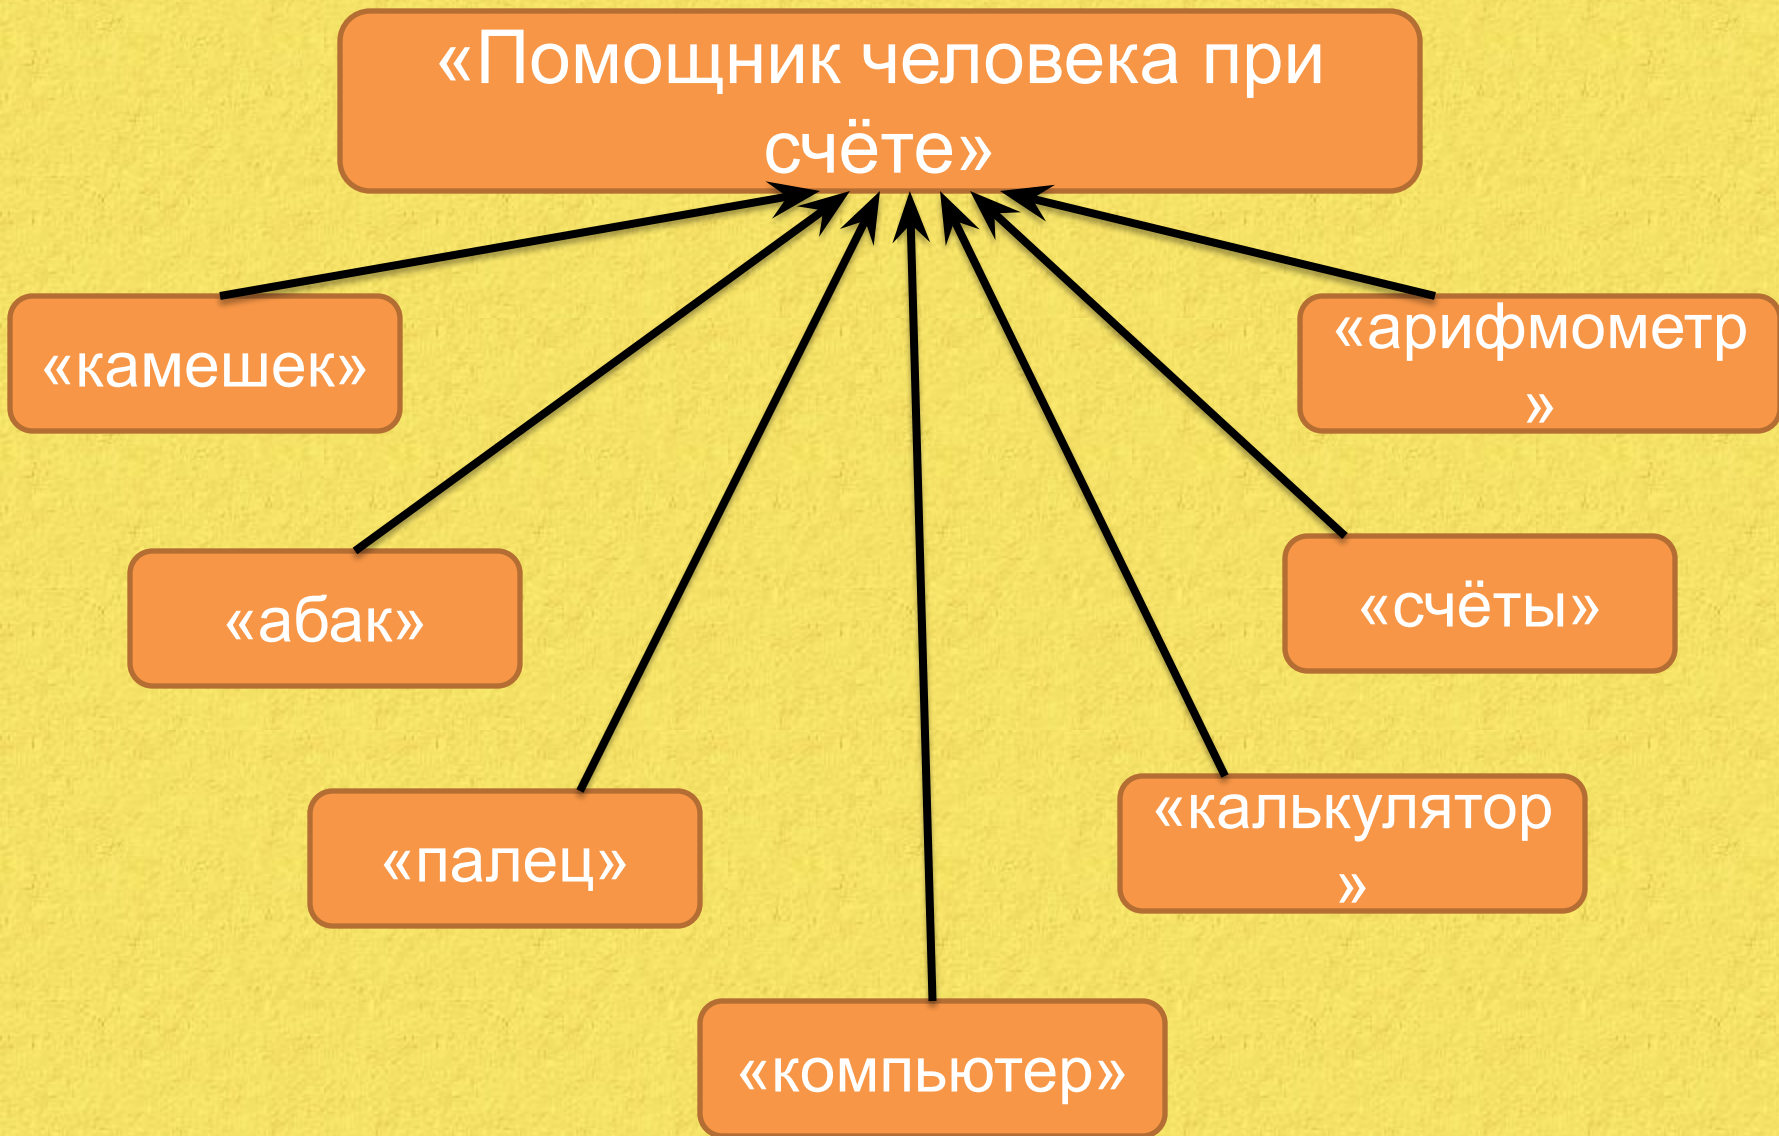 «Помощник человека при
счёте»
«камешек»
«арифмометр
»
«абак»
«счёты»
«палец»
«калькулятор
»
«компьютер»